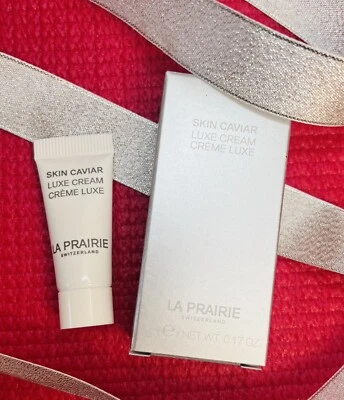 SKIN CAVIAR
LUXE CREAM
CRÈME LUXE
LA PRAIRIE
SWITZERLAND
SKIN CAVIAR
LUXE CREAM
CRÈME LUXE
LA PRAIRIE
SWITZERLAND
℮ / NET WT 0.17 OZ